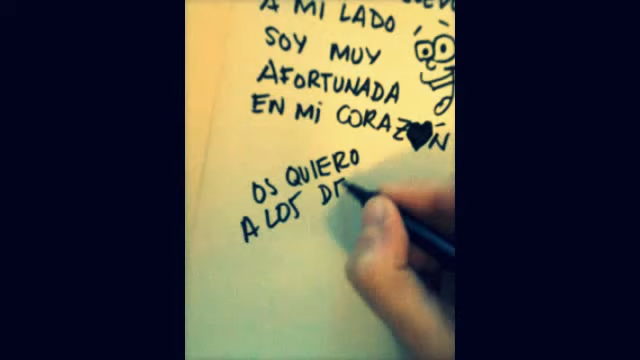 A MI LADO
SOY MUY
AFORTUNADA
EN MI CORAZÓN
OS QUIERO
A LOS